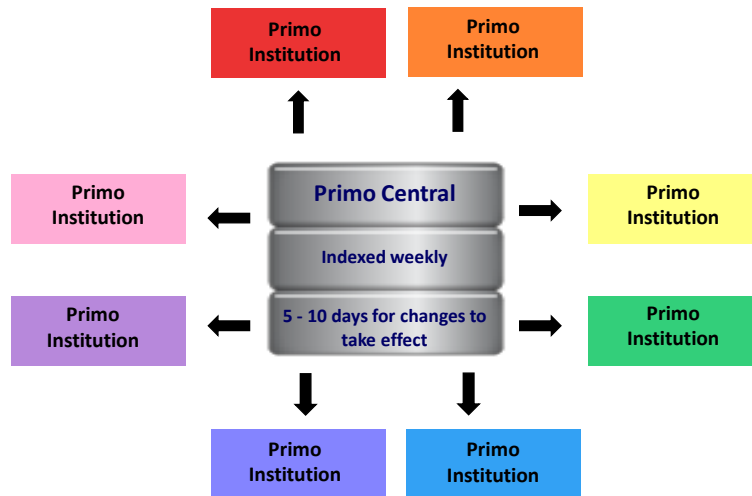 Primo
Institution
Primo
Institution
Primo
Institution
Primo Central
Primo
Institution
Indexed weekly
Primo
Institution
5 - 10 days for changes to
take effect
Primo
Institution
Primo
Institution
Primo
Institution